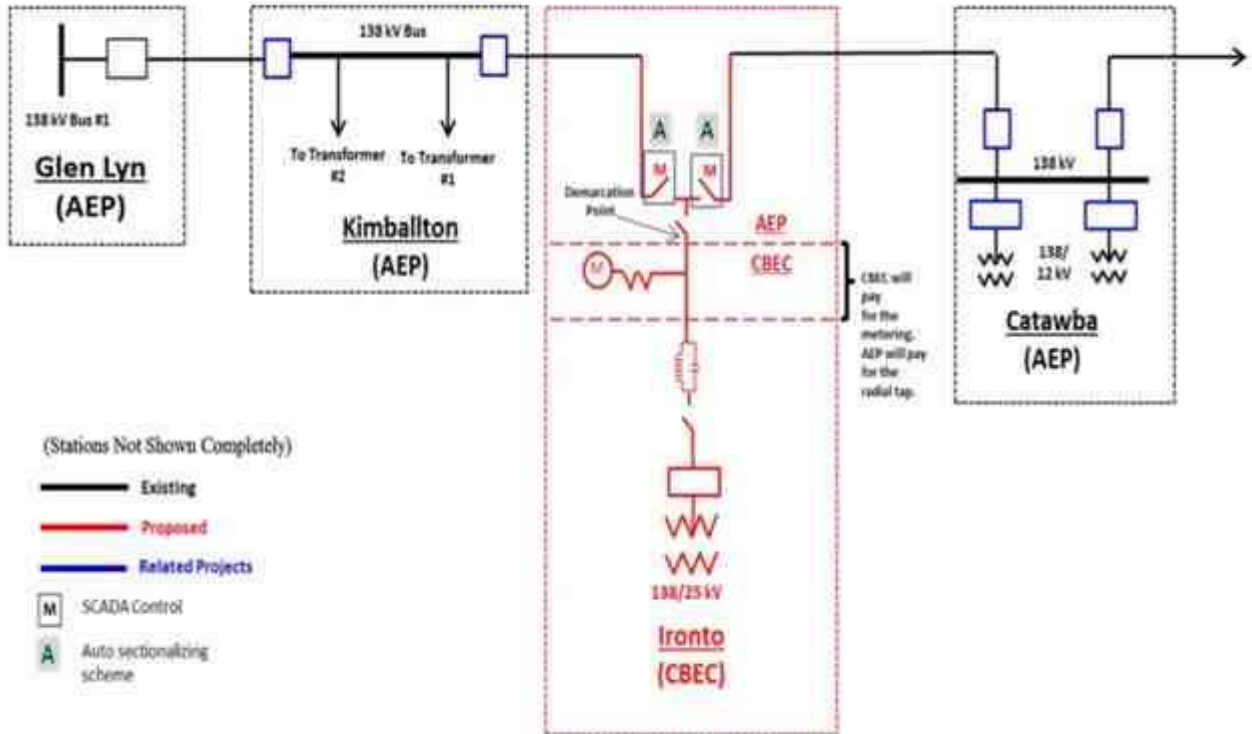 138 kV Bus #1
Glen Lyn
(AEP)
138 kV Bus
To Transformer
#2
To Transformer
#1
Kimballton
(AEP)
A
A
M
M
Demarcation
Point
AEP
CBEC
M
CBEC will
pay
for the
metering.
AEP will pay
for the
radial tap.
138/25 kV
Ironto
(CBEC)
138 kV
138/
12 kV
Catawba
(AEP)
(Stations Not Shown Completely)
Existing
Proposed
Related Projects
M
SCADA Control
A
Auto sectionalizing
scheme